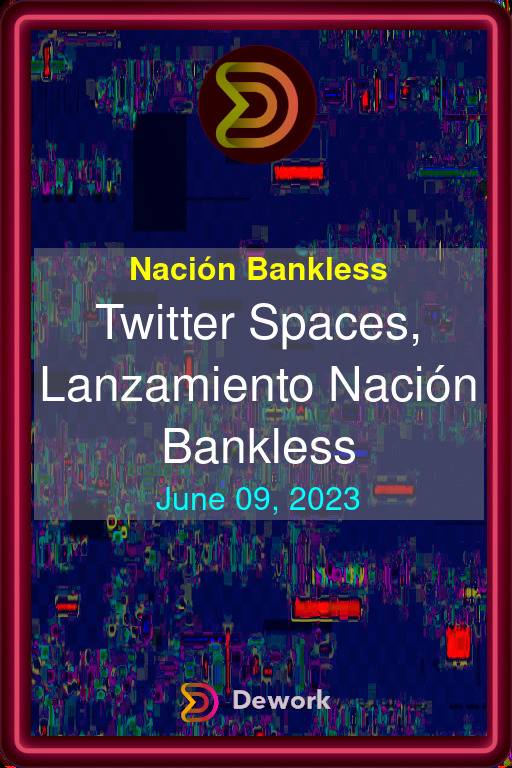 Nación Bankless
Twitter Spaces,
Lanzamiento Nación
Bankless
June 09, 2023
Dework